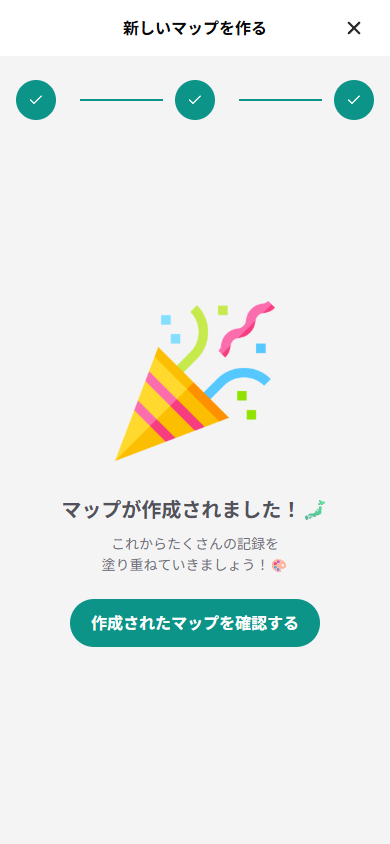 新しいマップを作る
マップが作成されました！🗾
これからたくさんの記録を
塗り重ねていきましょう！🎨
作成されたマップを確認する